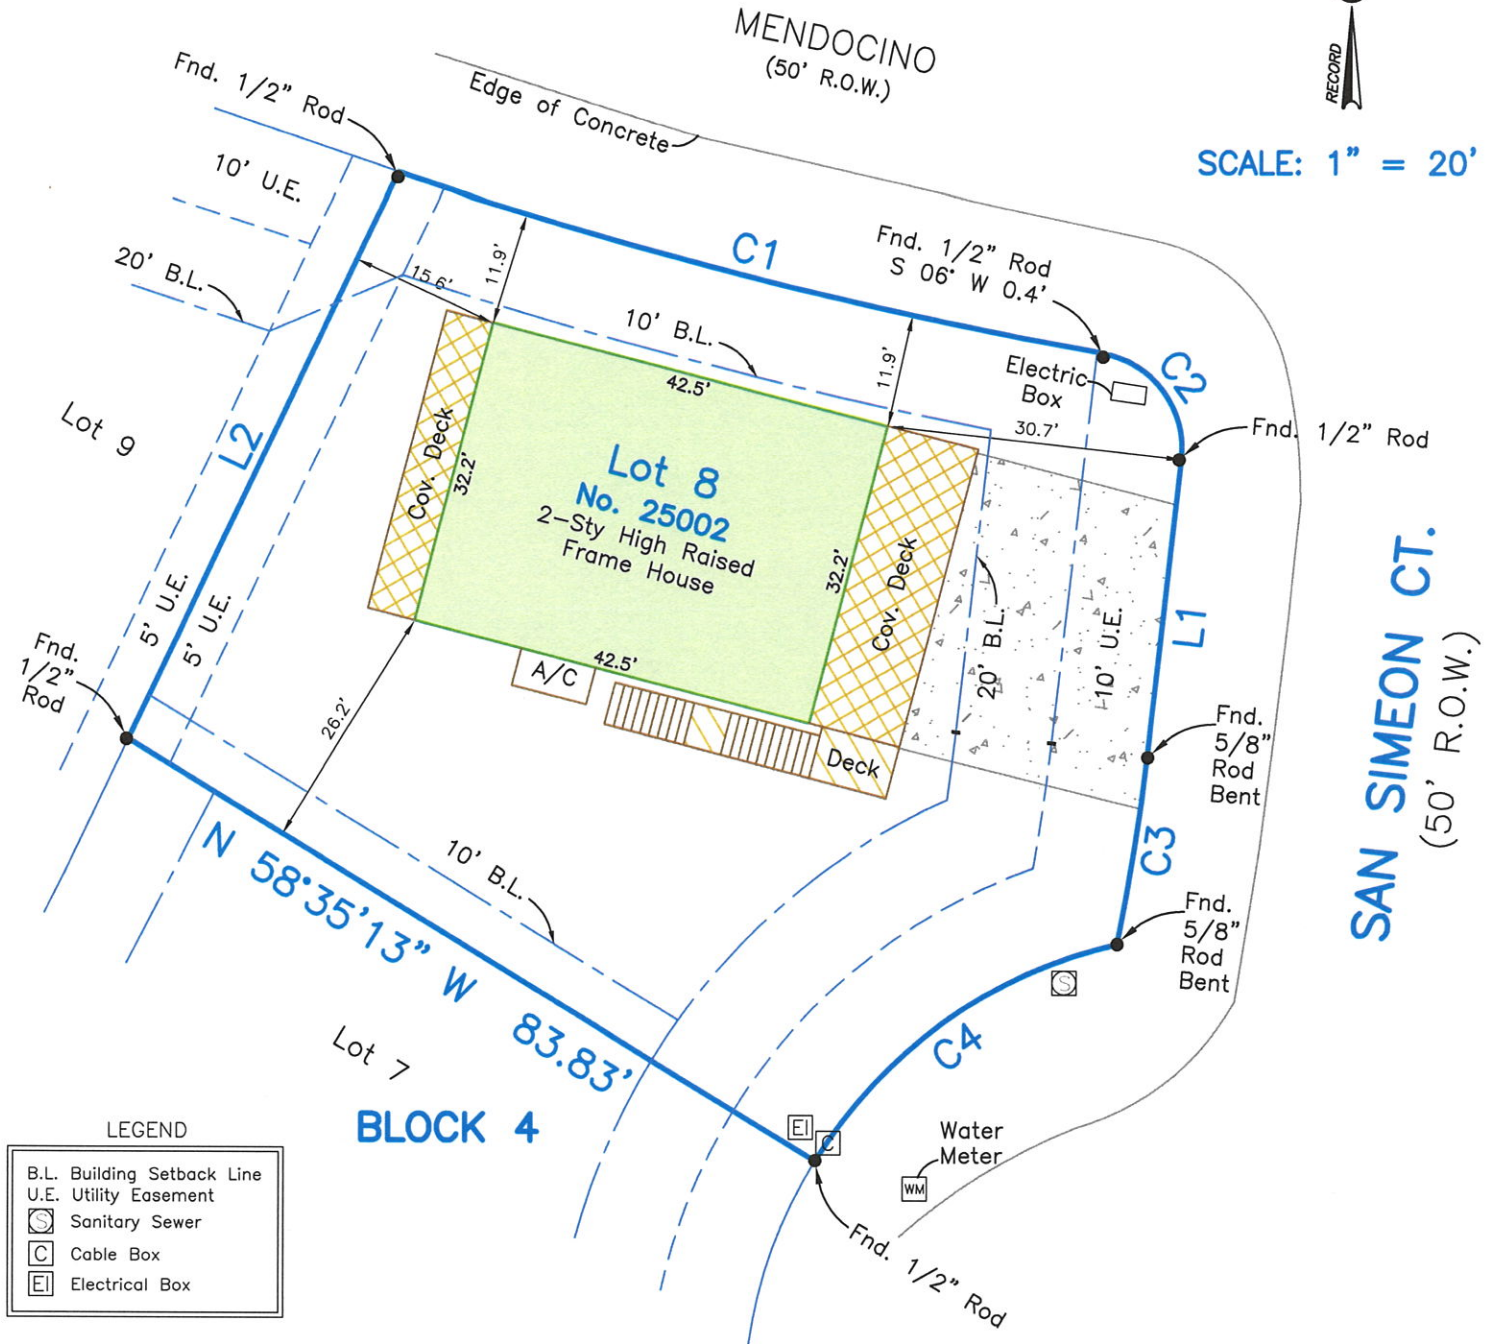 MENDOCINO
(50' R.O.W.)
RECORD
SCALE: 1" = 20'
Fnd. 1/2" Rod
Edge of Concrete
10' U.E.
20' B.L.
15.6'
11.9'
C1
Fnd. 1/2" Rod
S 06° W 0.4'
10' B.L.
11.9'
Electric
Box
C2
30.7'
Fnd. 1/2" Rod
Lot 9
L2
Cov. Deck
32.2'
42.5'
Lot 8
No. 25002
2-Sty High Raised
Frame House
32.2'
Cov. Deck
20' B.L.
10' U.E.
L1
SAN SIMEON CT.
(50' R.O.W.)
5' U.E.
5' U.E.
Fnd.
1/2"
Rod
42.5'
A/C
26.2'
Deck
Fnd.
5/8"
Rod
Bent
C3
N 58°35'13" W 83.83'
10' B.L.
Fnd.
5/8"
Rod
Bent
S
C4
Lot 7
BLOCK 4
EI
C
Water
Meter
WM
Fnd. 1/2" Rod
LEGEND
B.L. Building Setback Line
U.E. Utility Easement
S Sanitary Sewer
C Cable Box
EI Electrical Box